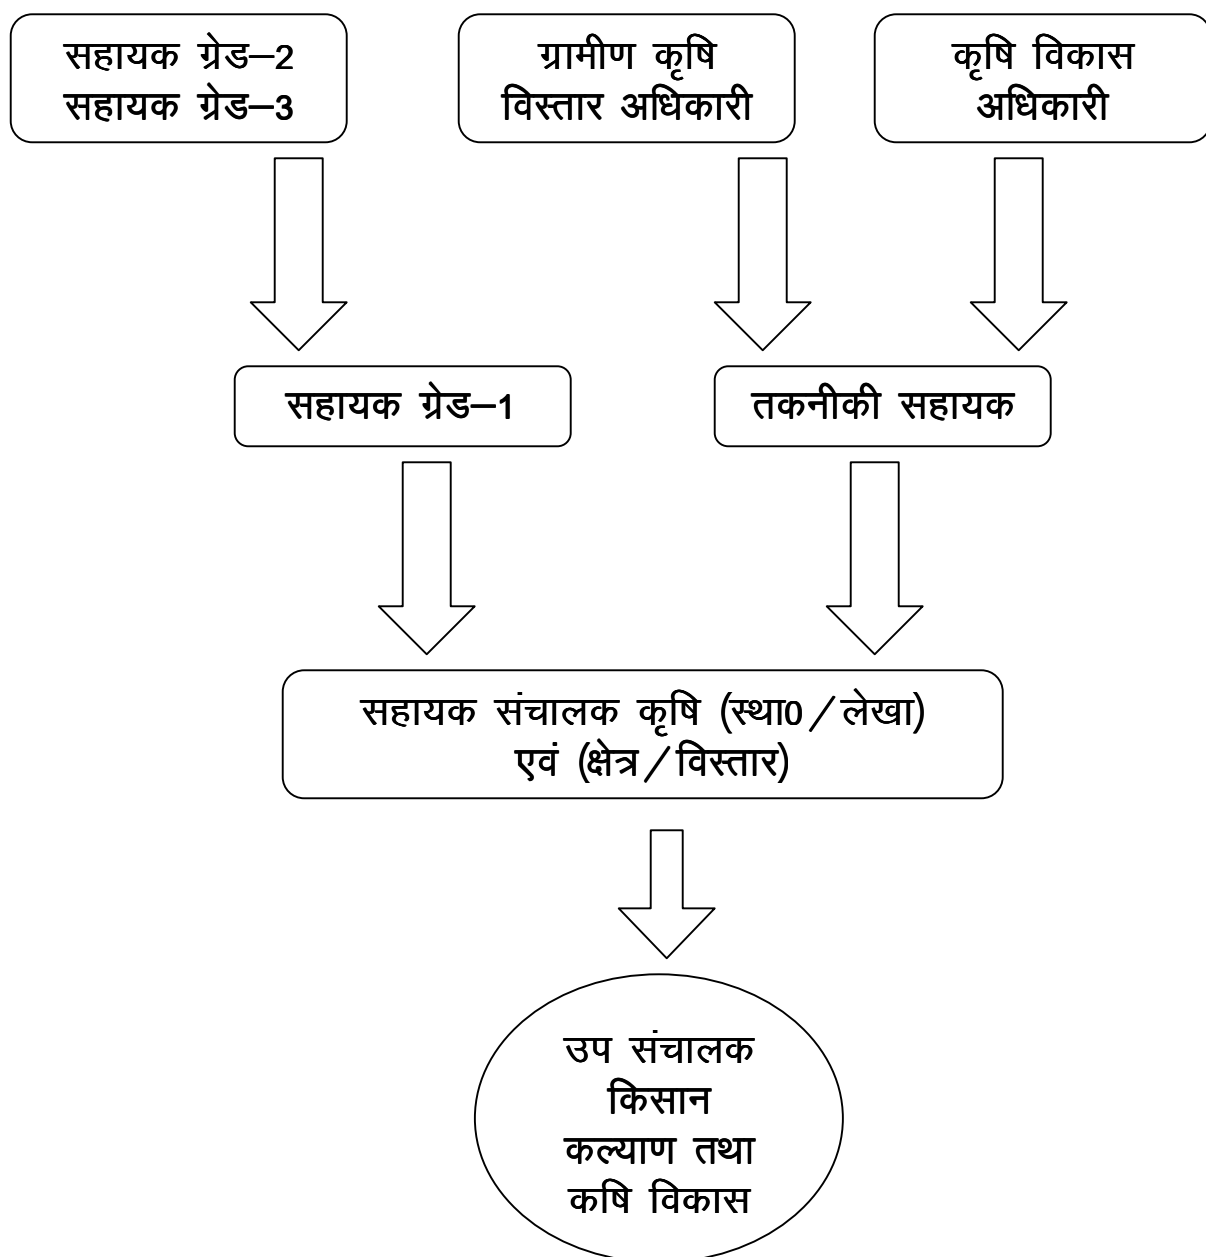 सहायक ग्रेड–2
सहायक ग्रेड–3
ग्रामीण कृषि
विस्तार अधिकारी
कृषि विकास
अधिकारी
सहायक ग्रेड–1
तकनीकी सहायक
सहायक संचालक कृषि (स्था0/लेखा)
एवं (क्षेत्र/विस्तार)
उप संचालक
किसान
कल्याण तथा
कषि विकास